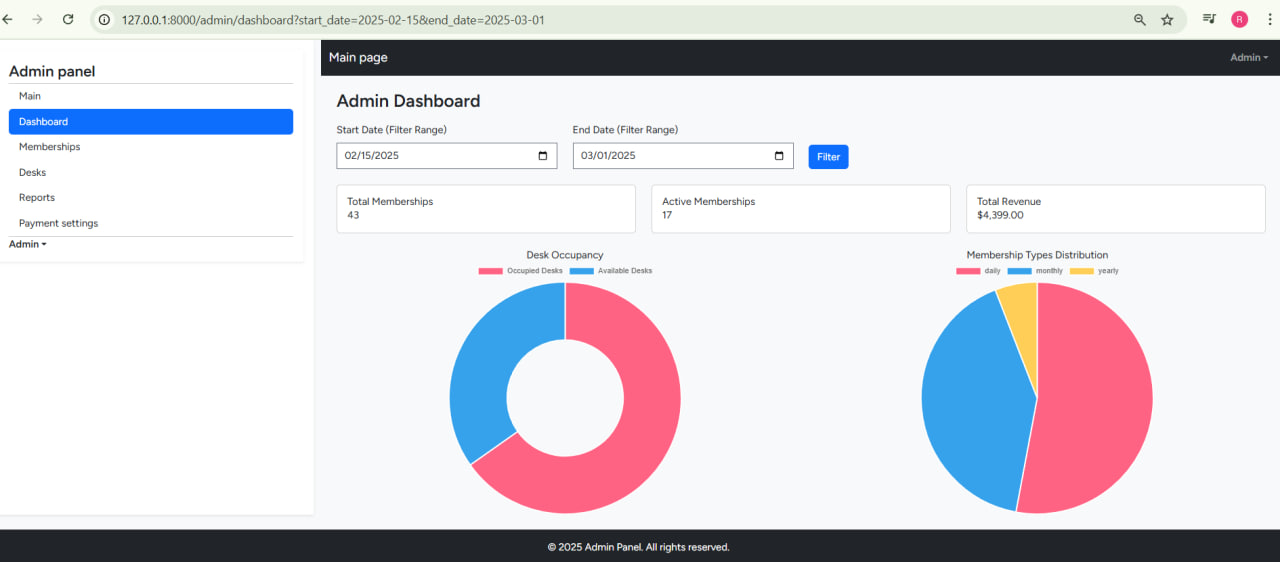 127.0.0.1:8000/admin/dashboard?start_date=2025-02-15&end_date=2025-03-01
R
Admin panel
Main
Dashboard
Memberships
Desks
Reports
Payment settings
Admin
Main page
Admin
Admin Dashboard
Start Date (Filter Range)
End Date (Filter Range)
02/15/2025
03/01/2025
Filter
Total Memberships
43
Active Memberships
17
Total Revenue
$4,399.00
Desk Occupancy
Occupied Desks
Available Desks
Membership Types Distribution
daily
monthly
yearly
© 2025 Admin Panel. All rights reserved.